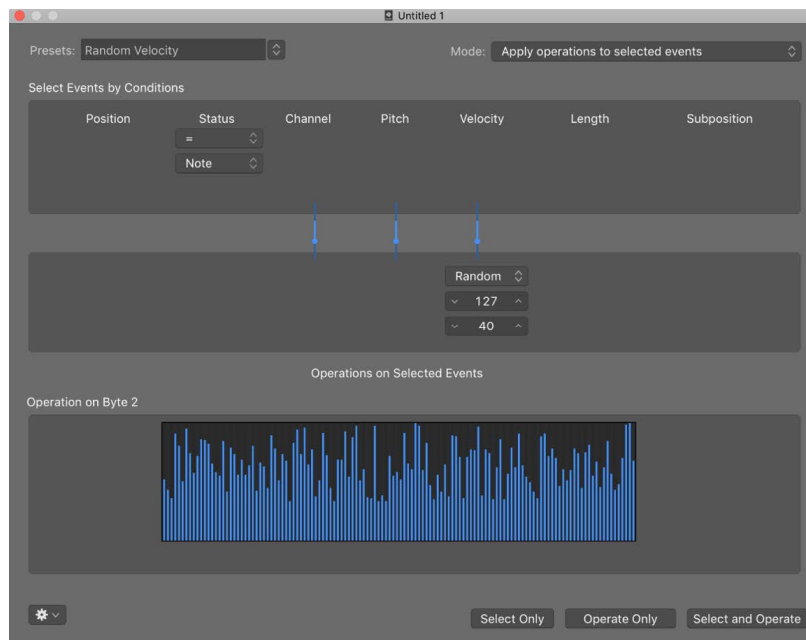 Untitled 1
Presets: Random Velocity
Mode: Apply operations to selected events
Select Events by Conditions
Position Status Channel Pitch Velocity Length Subposition
=
Note
Random
127
40
Operations on Selected Events
Operation on Byte 2
Select Only Operate Only Select and Operate